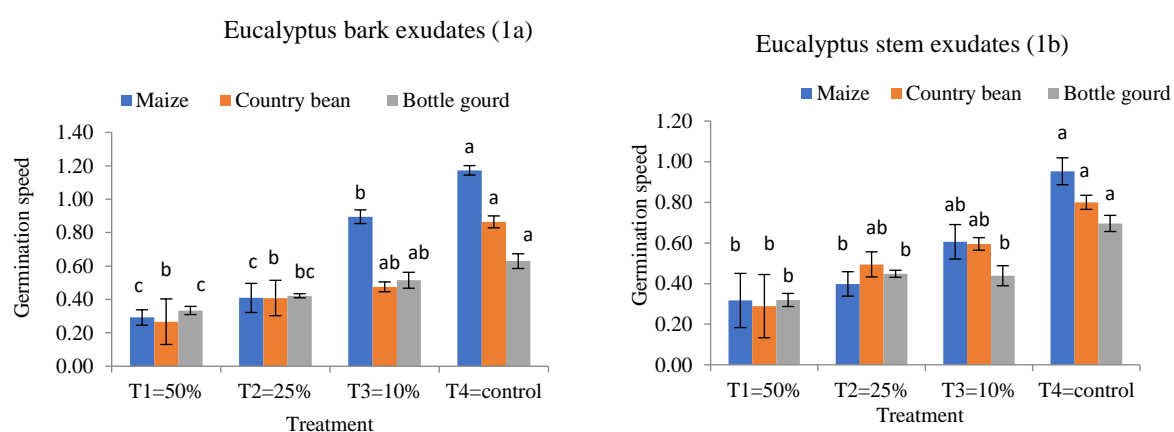 Eucalyptus bark exudates (1a)
Maize Country bean Bottle gourd
Germination speed
1.40
1.20
1.00
0.80
0.60
0.40
0.20
0.00
c b c
c b bc
b ab ab
a a a
T1=50% T2=25% T3=10% T4=control
Treatment
Eucalyptus stem exudates (1b)
Maize Country bean Bottle gourd
Germination speed
1.20
1.00
0.80
0.60
0.40
0.20
0.00
b b b
b ab b
ab ab b
a a a
T1=50% T2=25% T3=10% T4=control
Treatment